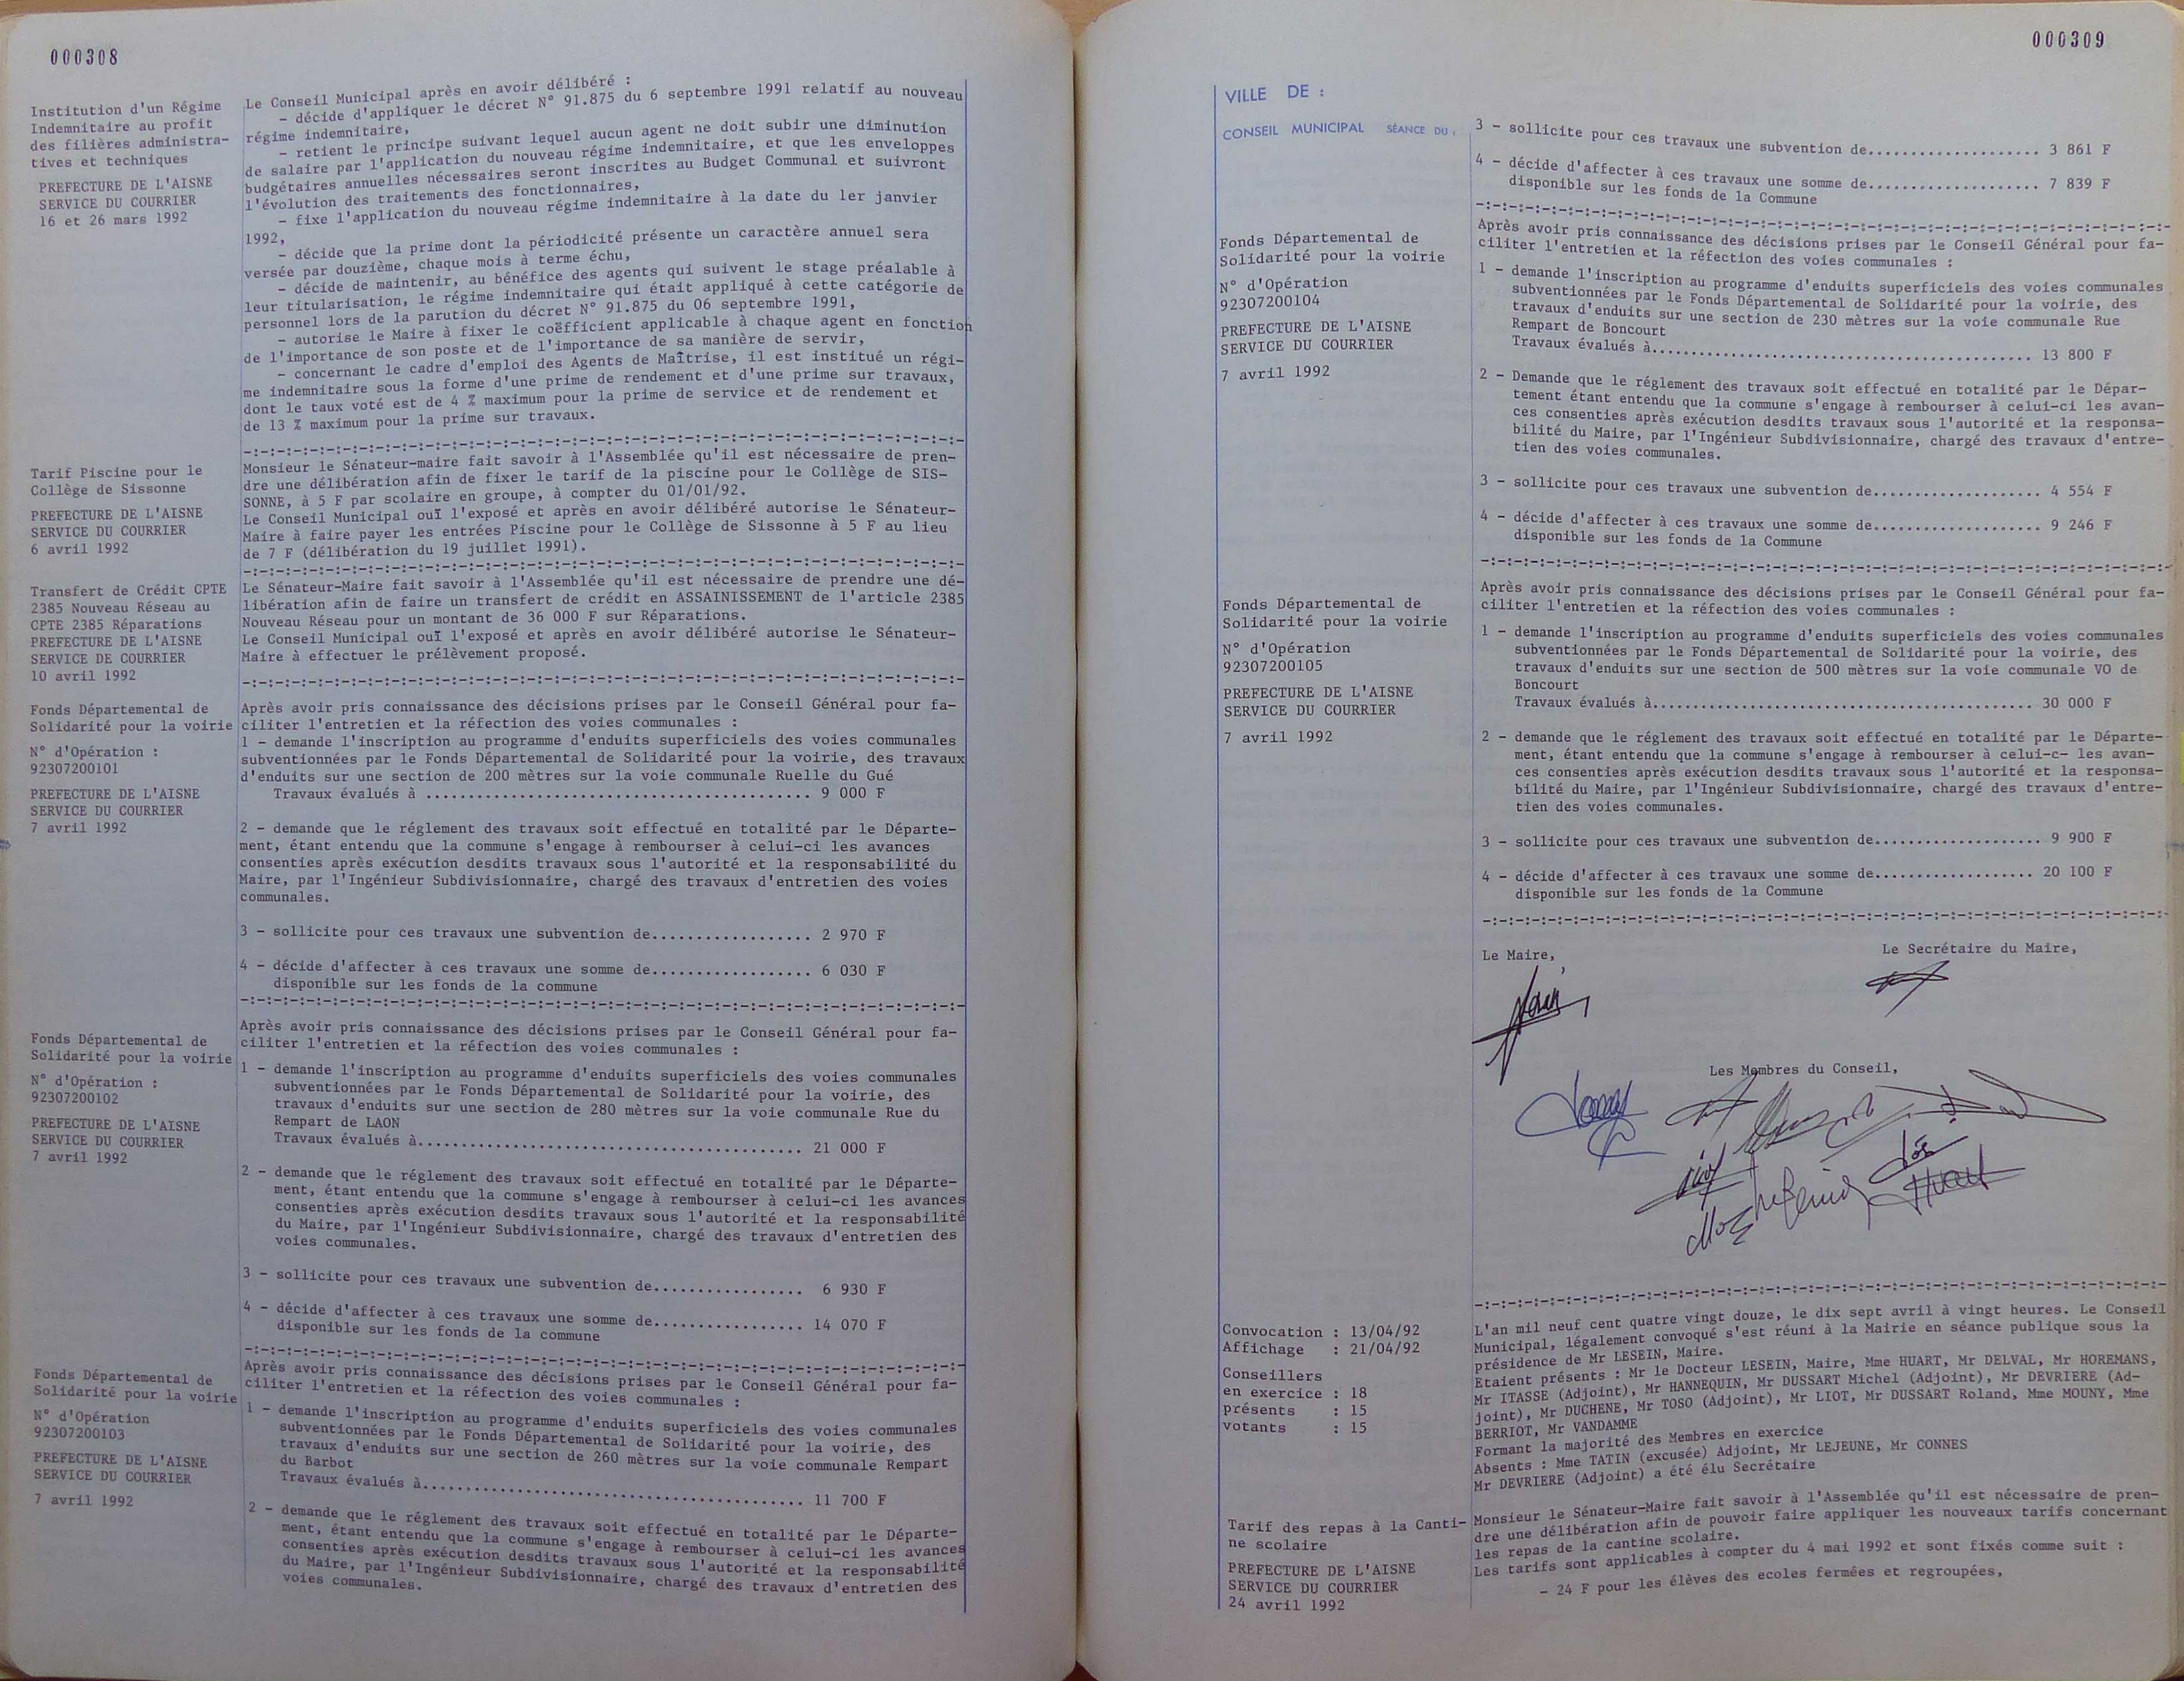 000308
Institution d'un Régime
Indemnitaire au profit
des filières administra-
tives et techniques
PREFECTURE DE L'AISNE
SERVICE DU COURRIER
16 et 26 mars 1992
Le Conseil Municipal après en avoir délibéré :
- décide d'appliquer le décret N° 91.875 du 6 septembre 1991 relatif au nouveau
régime indemnitaire,
- retient le principe suivant lequel aucun agent ne doit subir une diminution
de salaire par l'application du nouveau régime indemnitaire, et que les enveloppes
budgétaires annuelles nécessaires seront inscrites au Budget Communal et suivront
l'évolution des traitements des fonctionnaires,
- fixe l'application du nouveau régime indemnitaire à la date du 1er janvier
1992,
- décide que la prime dont la périodicité présente un caractère annuel sera
versée par douzième, chaque mois à terme échu,
- décide de maintenir, au bénéfice des agents qui suivent le stage préalable à
leur titularisation, le régime indemnitaire qui était appliqué à cette catégorie de
personnel lors de la parution du décret N° 91.875 du 06 septembre 1991,
- autorise le Maire à fixer le coëfficient applicable à chaque agent en fonction
de l'importance de son poste et de l'importance de sa manière de servir,
- concernant le cadre d'emploi des Agents de Maîtrise, il est institué un régi-
me indemnitaire sous la forme d'une prime de rendement et d'une prime sur travaux,
dont le taux voté est de 4 % maximum pour la prime de service et de rendement et
de 13 % maximum pour la prime sur travaux.
-:-:-:-:-:-:-:-:-:-:-:-:-:-:-:-:-:-:-:-:-:-:-:-:-:-:-:-:-:-:-:-:-:-:-:-:-:-:-:-:-:-:-
Tarif Piscine pour le
Collège de Sissonne
PREFECTURE DE L'AISNE
SERVICE DU COURRIER
6 avril 1992
Monsieur le Sénateur-maire fait savoir à l'Assemblée qu'il est nécessaire de pren-
dre une délibération afin de fixer le tarif de la piscine pour le Collège de SIS-
SONNE, à 5 F par scolaire en groupe, à compter du 01/01/92.
Le Conseil Municipal ouï l'exposé et après en avoir délibéré autorise le Sénateur-
Maire à faire payer les entrées Piscine pour le Collège de Sissonne à 5 F au lieu
de 7 F (délibération du 19 juillet 1991).
-:-:-:-:-:-:-:-:-:-:-:-:-:-:-:-:-:-:-:-:-:-:-:-:-:-:-:-:-:-:-:-:-:-:-:-:-:-:-:-:-:-:-
Transfert de Crédit CPTE
2385 Nouveau Réseau au
CPTE 2385 Réparations
PREFECTURE DE L'AISNE
SERVICE DE COURRIER
10 avril 1992
Le Sénateur-Maire fait savoir à l'Assemblée qu'il est nécessaire de prendre une dé-
libération afin de faire un transfert de crédit en ASSAINISSEMENT de l'article 2385
Nouveau Réseau pour un montant de 36 000 F sur Réparations.
Le Conseil Municipal ouï l'exposé et après en avoir délibéré autorise le Sénateur-
Maire à effectuer le prélèvement proposé.
-:-:-:-:-:-:-:-:-:-:-:-:-:-:-:-:-:-:-:-:-:-:-:-:-:-:-:-:-:-:-:-:-:-:-:-:-:-:-:-:-:-:-
Fonds Départemental de
Solidarité pour la voirie
N° d'Opération :
92307200101
PREFECTURE DE L'AISNE
SERVICE DU COURRIER
7 avril 1992
Après avoir pris connaissance des décisions prises par le Conseil Général pour fa-
ciliter l'entretien et la réfection des voies communales :
1 - demande l'inscription au programme d'enduits superficiels des voies communales
subventionnées par le Fonds Départemental de Solidarité pour la voirie, des travaux
d'enduits sur une section de 200 mètres sur la voie communale Ruelle du Gué
Travaux évalués à .............................................. 9 000 F
2 - demande que le réglement des travaux soit effectué en totalité par le Départe-
ment, étant entendu que la commune s'engage à rembourser à celui-ci les avances
consenties après exécution desdits travaux sous l'autorité et la responsabilité du
Maire, par l'Ingénieur Subdivisionnaire, chargé des travaux d'entretien des voies
communales.
3 - sollicite pour ces travaux une subvention de................... 2 970 F
4 - décide d'affecter à ces travaux une somme de................... 6 030 F
disponible sur les fonds de la commune
-:-:-:-:-:-:-:-:-:-:-:-:-:-:-:-:-:-:-:-:-:-:-:-:-:-:-:-:-:-:-:-:-:-:-:-:-:-:-:-:-:-:-
Fonds Départemental de
Solidarité pour la voirie
N° d'Opération :
92307200102
PREFECTURE DE L'AISNE
SERVICE DU COURRIER
7 avril 1992
Après avoir pris connaissance des décisions prises par le Conseil Général pour fa-
ciliter l'entretien et la réfection des voies communales :
1 - demande l'inscription au programme d'enduits superficiels des voies communales
subventionnées par le Fonds Départemental de Solidarité pour la voirie, des
travaux d'enduits sur une section de 280 mètres sur la voie communale Rue du
Rempart de LAON
Travaux évalués à.............................................. 21 000 F
2 - demande que le réglement des travaux soit effectué en totalité par le Départe-
ment, étant entendu que la commune s'engage à rembourser à celui-ci les avances
consenties après exécution desdits travaux sous l'autorité et la responsabilité
du Maire, par l'Ingénieur Subdivisionnaire, chargé des travaux d'entretien des
voies communales.
3 - sollicite pour ces travaux une subvention de.................. 6 930 F
4 - décide d'affecter à ces travaux une somme de.................. 14 070 F
disponible sur les fonds de la commune
-:-:-:-:-:-:-:-:-:-:-:-:-:-:-:-:-:-:-:-:-:-:-:-:-:-:-:-:-:-:-:-:-:-:-:-:-:-:-:-:-:-:-
Fonds Départemental de
Solidarité pour la voirie
N° d'Opération
92307200103
PREFECTURE DE L'AISNE
SERVICE DU COURRIER
7 avril 1992
Après avoir pris connaissance des décisions prises par le Conseil Général pour fa-
ciliter l'entretien et la réfection des voies communales :
1 - demande l'inscription au programme d'enduits superficiels des voies communales
subventionnées par le Fonds Départemental de Solidarité pour la voirie, des
travaux d'enduits sur une section de 260 mètres sur la voie communale Rempart
du Barbot
Travaux évalués à.............................................. 11 700 F
2 - demande que le réglement des travaux soit effectué en totalité par le Départe-
ment, étant entendu que la commune s'engage à rembourser à celui-ci les avances
consenties après exécution desdits travaux sous l'autorité et la responsabilité
du Maire, par l'Ingénieur Subdivisionnaire, chargé des travaux d'entretien des
voies communales.
000309
VILLE DE :
CONSEIL MUNICIPAL SÉANCE DU :
3 - sollicite pour ces travaux une subvention de.................... 3 861 F
4 - décide d'affecter à ces travaux une somme de.................... 7 839 F
disponible sur les fonds de la Commune
-:-:-:-:-:-:-:-:-:-:-:-:-:-:-:-:-:-:-:-:-:-:-:-:-:-:-:-:-:-:-:-:-:-:-:-:-:-:-:-:-:-:-
Fonds Départemental de
Solidarité pour la voirie
N° d'Opération
92307200104
PREFECTURE DE L'AISNE
SERVICE DU COURRIER
7 avril 1992
Après avoir pris connaissance des décisions prises par le Conseil Général pour fa-
ciliter l'entretien et la réfection des voies communales :
1 - demande l'inscription au programme d'enduits superficiels des voies communales
subventionnées par le Fonds Départemental de Solidarité pour la voirie, des
travaux d'enduits sur une section de 230 mètres sur la voie communale Rue
Rempart de Boncourt
Travaux évalués à.............................................. 13 800 F
2 - Demande que le réglement des travaux soit effectué en totalité par le Dépar-
tement étant entendu que la commune s'engage à rembourser à celui-ci les avan-
ces consenties après exécution desdits travaux sous l'autorité et la responsa-
bilité du Maire, par l'Ingénieur Subdivisionnaire, chargé des travaux d'entre-
tien des voies communales.
3 - sollicite pour ces travaux une subvention de.................... 4 554 F
4 - décide d'affecter à ces travaux une somme de.................... 9 246 F
disponible sur les fonds de la Commune
-:-:-:-:-:-:-:-:-:-:-:-:-:-:-:-:-:-:-:-:-:-:-:-:-:-:-:-:-:-:-:-:-:-:-:-:-:-:-:-:-:-:-
Fonds Départemental de
Solidarité pour la voirie
N° d'Opération
92307200105
PREFECTURE DE L'AISNE
SERVICE DU COURRIER
7 avril 1992
Après avoir pris connaissance des décisions prises par le Conseil Général pour fa-
ciliter l'entretien et la réfection des voies communales :
1 - demande l'inscription au programme d'enduits superficiels des voies communales
subventionnées par le Fonds Départemental de Solidarité pour la voirie, des
travaux d'enduits sur une section de 500 mètres sur la voie communale VO de
Boncourt
Travaux évalués à.............................................. 30 000 F
2 - demande que le réglement des travaux soit effectué en totalité par le Départe-
ment, étant entendu que la commune s'engage à rembourser à celui-c- les avan-
ces consenties après exécution desdits travaux sous l'autorité et la responsa-
bilité du Maire, par l'Ingénieur Subdivisionnaire, chargé des travaux d'entre-
tien des voies communales.
3 - sollicite pour ces travaux une subvention de.................... 9 900 F
4 - décide d'affecter à ces travaux une somme de................... 20 100 F
disponible sur les fonds de la Commune
-:-:-:-:-:-:-:-:-:-:-:-:-:-:-:-:-:-:-:-:-:-:-:-:-:-:-:-:-:-:-:-:-:-:-:-:-:-:-:-:-:-:-
Le Maire,
Le Secrétaire du Maire,
Les Membres du Conseil,
-:-:-:-:-:-:-:-:-:-:-:-:-:-:-:-:-:-:-:-:-:-:-:-:-:-:-:-:-:-:-:-:-:-:-:-:-:-:-:-:-:-:-
Convocation : 13/04/92
Affichage : 21/04/92
Conseillers
en exercice : 18
présents : 15
votants : 15
L'an mil neuf cent quatre vingt douze, le dix sept avril à vingt heures. Le Conseil
Municipal, légalement convoqué s'est réuni à la Mairie en séance publique sous la
présidence de Mr LESEIN, Maire.
Etaient présents : Mr le Docteur LESEIN, Maire, Mme HUART, Mr DELVAL, Mr HOREMANS,
Mr ITASSE (Adjoint), Mr HANNEQUIN, Mr DUSSART Michel (Adjoint), Mr DEVRIERE (Ad-
joint), Mr DUCHENE, Mr TOSO (Adjoint), Mr LIOT, Mr DUSSART Roland, Mme MOUNY, Mme
BERRIOT, Mr VANDAMME
Formant la majorité des Membres en exercice
Absents : Mme TATIN (excusée) Adjoint, Mr LEJEUNE, Mr CONNES
Mr DEVRIERE (Adjoint) a été élu Secrétaire
Tarif des repas à la Canti-
ne scolaire
PREFECTURE DE L'AISNE
SERVICE DU COURRIER
24 avril 1992
Monsieur le Sénateur-Maire fait savoir à l'Assemblée qu'il est nécessaire de pren-
dre une délibération afin de pouvoir faire appliquer les nouveaux tarifs concernant
les repas de la cantine scolaire.
Les tarifs sont applicables à compter du 4 mai 1992 et sont fixés comme suit :
- 24 F pour les élèves des ecoles fermées et regroupées,